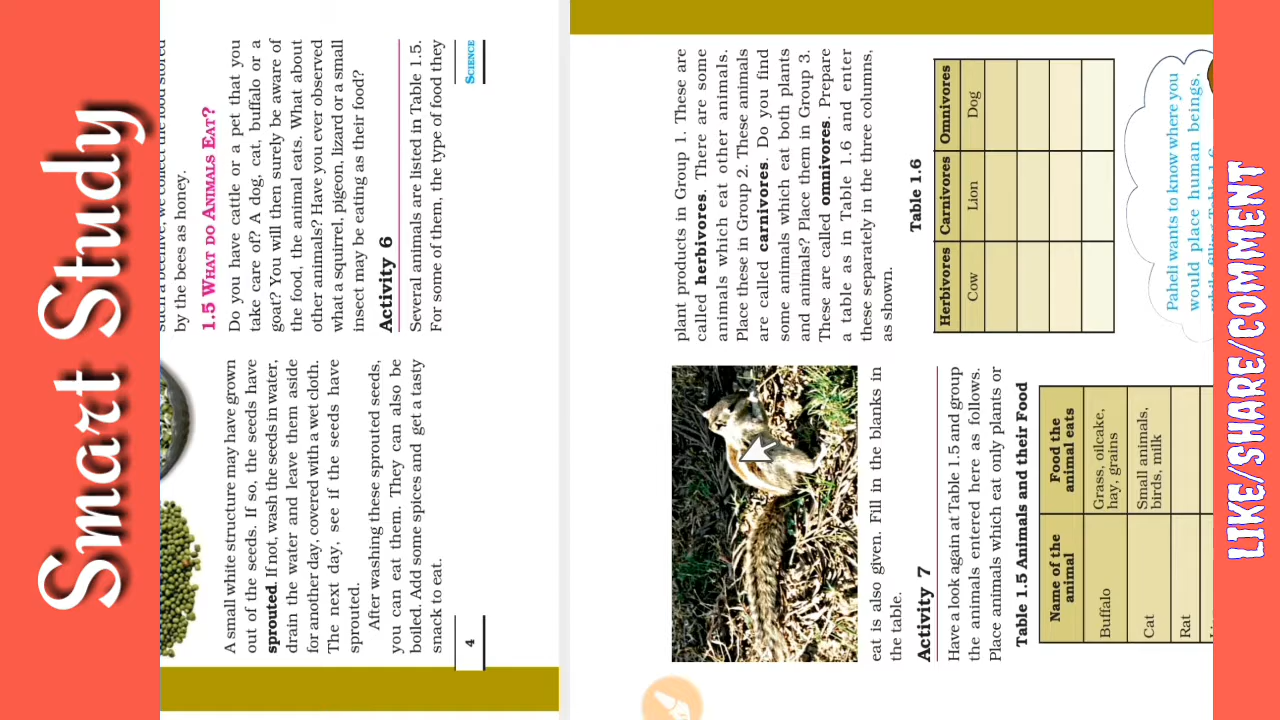 Smart Study
A small white structure may have grown
out of the seeds. If so, the seeds have
sprouted. If not, wash the seeds in water,
drain the water and leave them aside
for another day, covered with a wet cloth.
The next day, see if the seeds have
sprouted.
After washing these sprouted seeds,
you can eat them. They can also be
boiled. Add some spices and get a tasty
snack to eat.
4
such a beehive, we collect the food stored
by the bees as honey.
1.5 WHAT DO ANIMALS EAT?
Do you have cattle or a pet that you
take care of? A dog, cat, buffalo or a
goat? You will then surely be aware of
the food, the animal eats. What about
other animals? Have you ever observed
what a squirrel, pigeon, lizard or a small
insect may be eating as their food?
Activity 6
Several animals are listed in Table 1.5.
For some of them, the type of food they
SCIENCE
eat is also given. Fill in the blanks in
the table.
Activity 7
Have a look again at Table 1.5 and group
the animals entered here as follows.
Place animals which eat only plants or
Table 1.5 Animals and their Food
Name of the animal Food the animal eats
Buffalo Grass, oilcake, hay, grains
Cat Small animals, birds, milk
Rat
plant products in Group 1. These are
called herbivores. There are some
animals which eat other animals.
Place these in Group 2. These animals
are called carnivores. Do you find
some animals which eat both plants
and animals? Place them in Group 3.
These are called omnivores. Prepare
a table as in Table 1.6 and enter
these separately in the three columns,
as shown.
Table 1.6
Herbivores Carnivores Omnivores
Cow Lion Dog
Paheli wants to know where you
would place human beings,
while filling Table 1.6
LIKE/SHARE/COMMENT